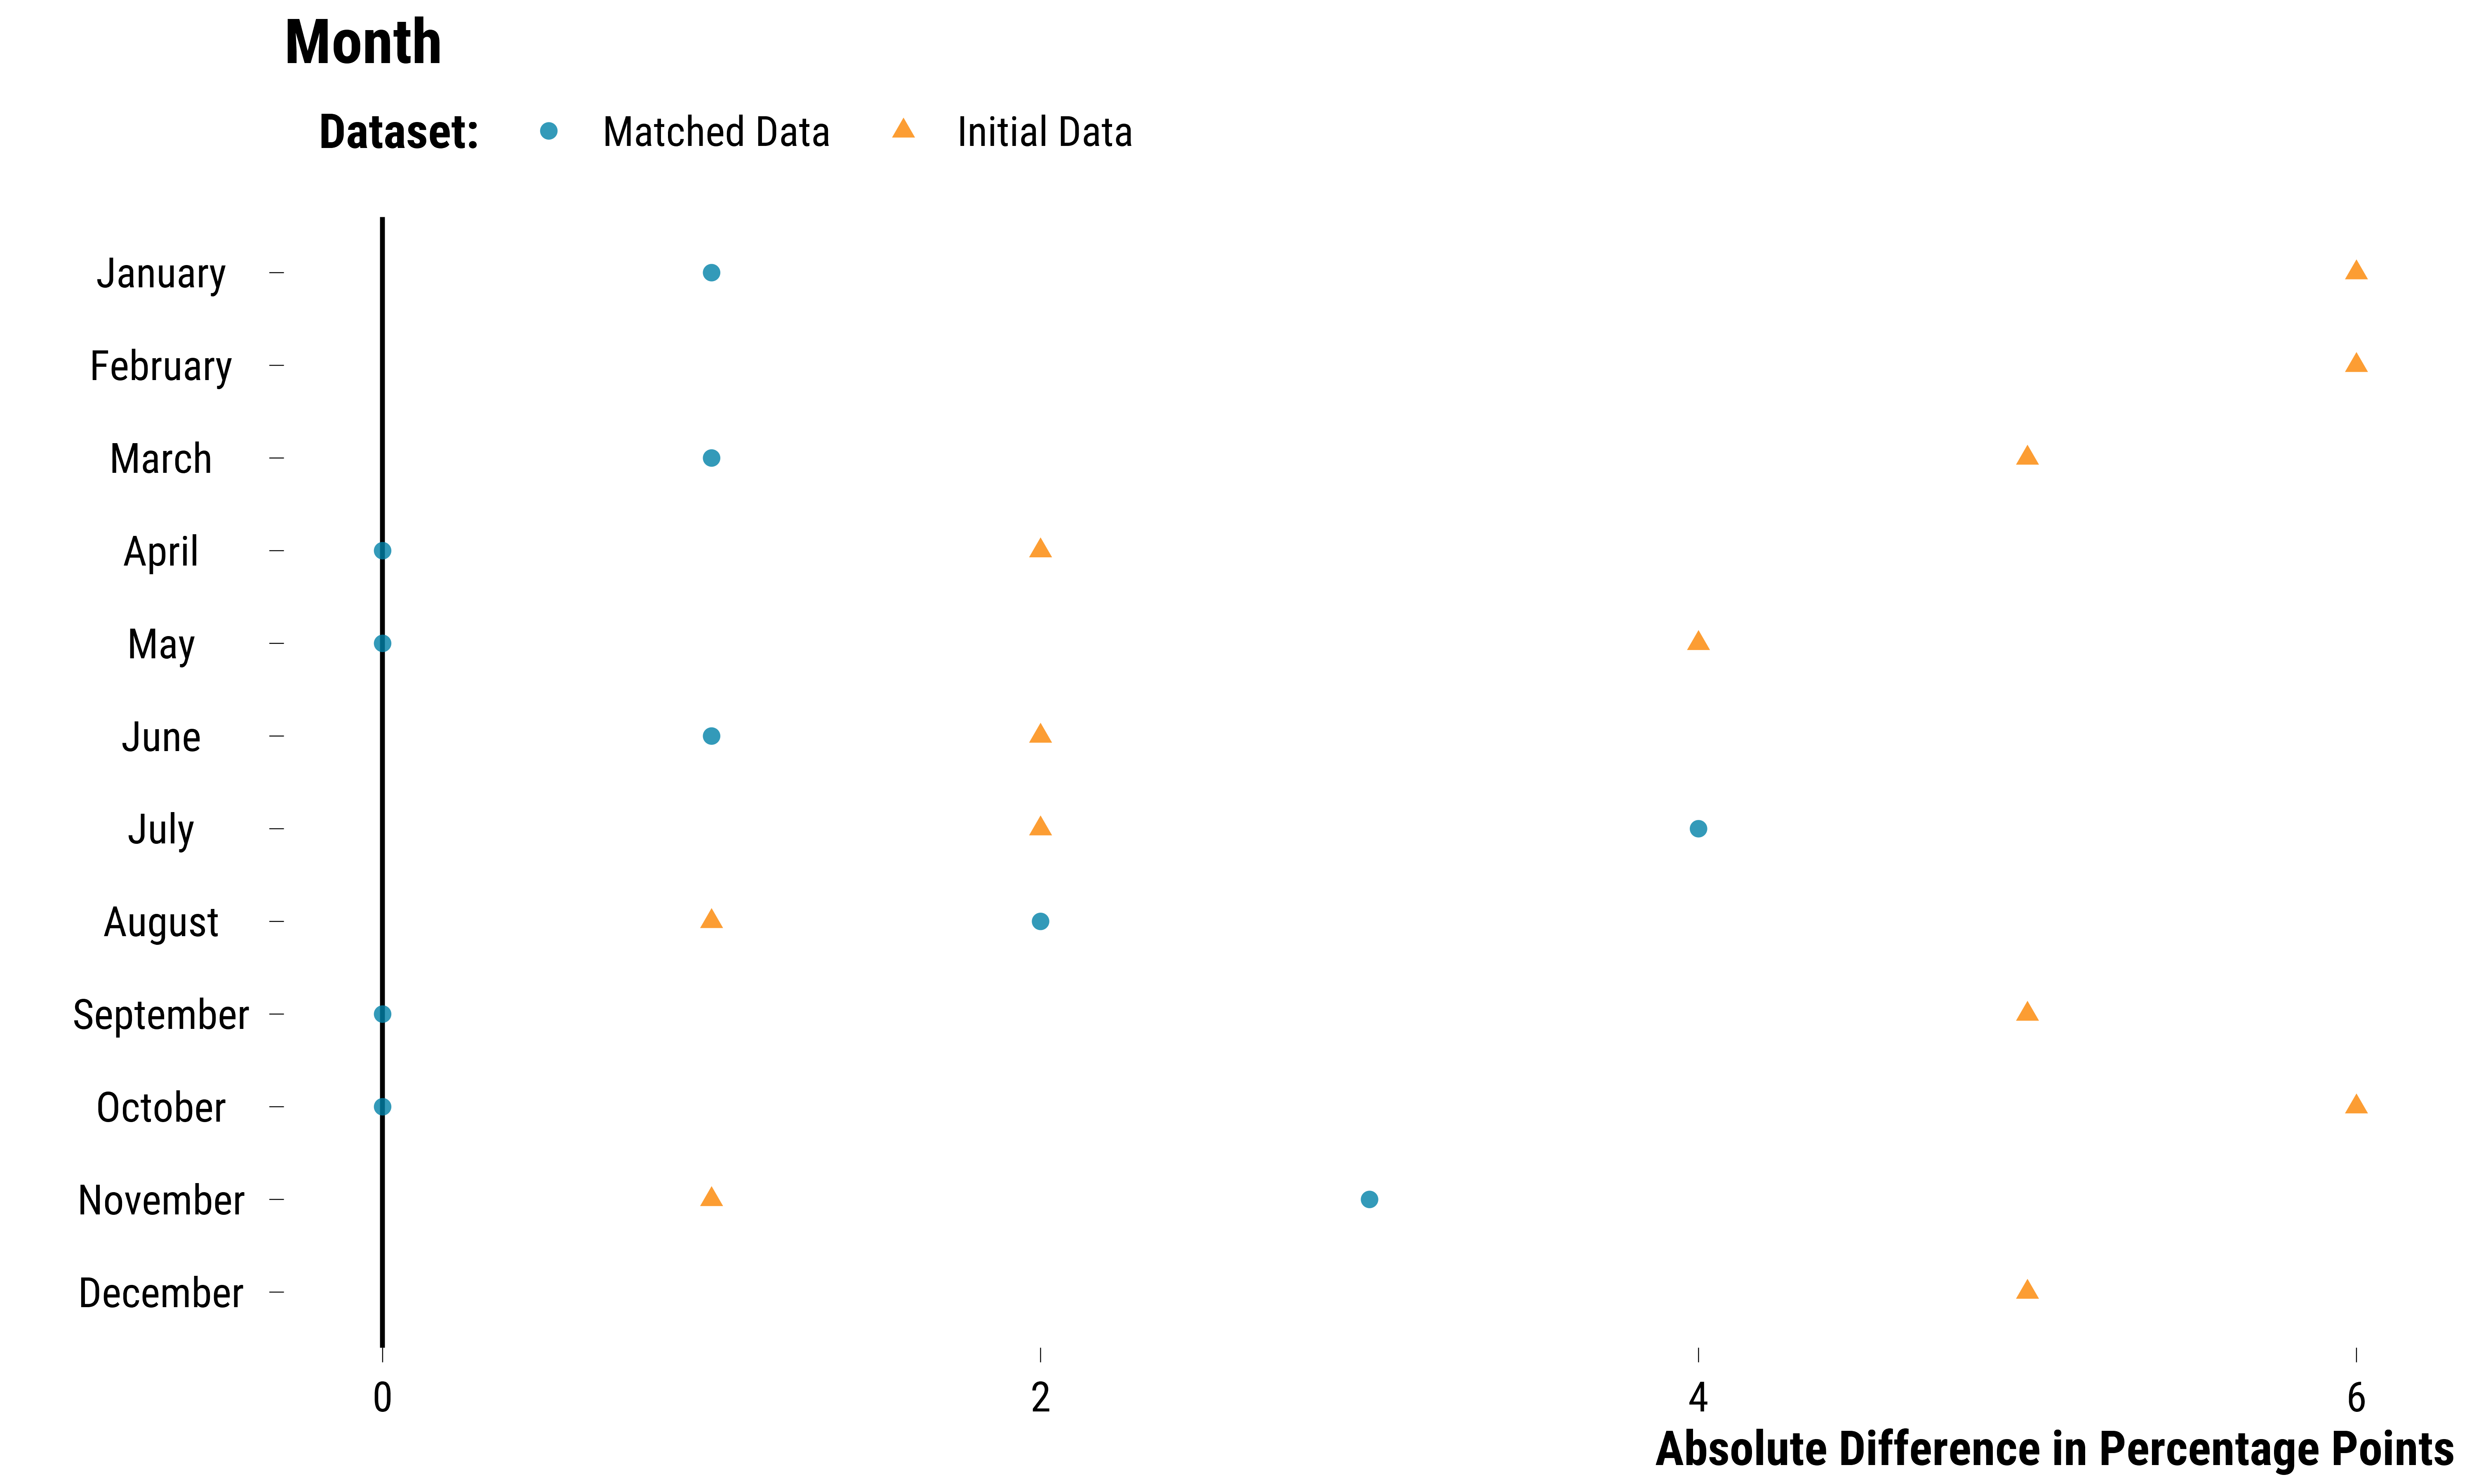 Month
Dataset: Matched Data Initial Data
January
February
March
April
May
June
July
August
September
October
November
December
0 2 4 6
Absolute Difference in Percentage Points